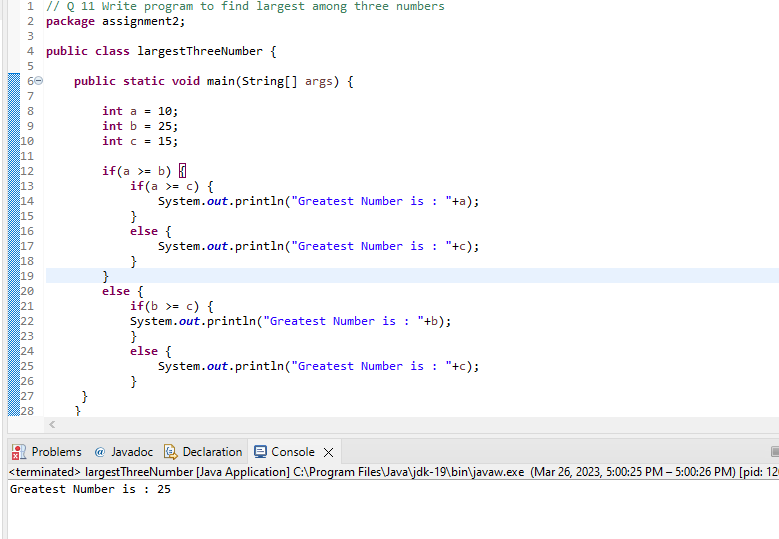 1 // Q 11 Write program to find largest among three numbers
2 package assignment2;
3
4 public class largestThreeNumber {
5
6 public static void main(String[] args) {
7
8 int a = 10;
9 int b = 25;
10 int c = 15;
11
12 if(a >= b) {
13 if(a >= c) {
14 System.out.println("Greatest Number is : "+a);
15 }
16 else {
17 System.out.println("Greatest Number is : "+c);
18 }
19 }
20 else {
21 if(b >= c) {
22 System.out.println("Greatest Number is : "+b);
23 }
24 else {
25 System.out.println("Greatest Number is : "+c);
26 }
27 }
28 }
Problems @ Javadoc Declaration Console
<terminated> largestThreeNumber [Java Application] C:\Program Files\Java\jdk-19\bin\javaw.exe (Mar 26, 2023, 5:00:25 PM – 5:00:26 PM) [pid: 12
Greatest Number is : 25